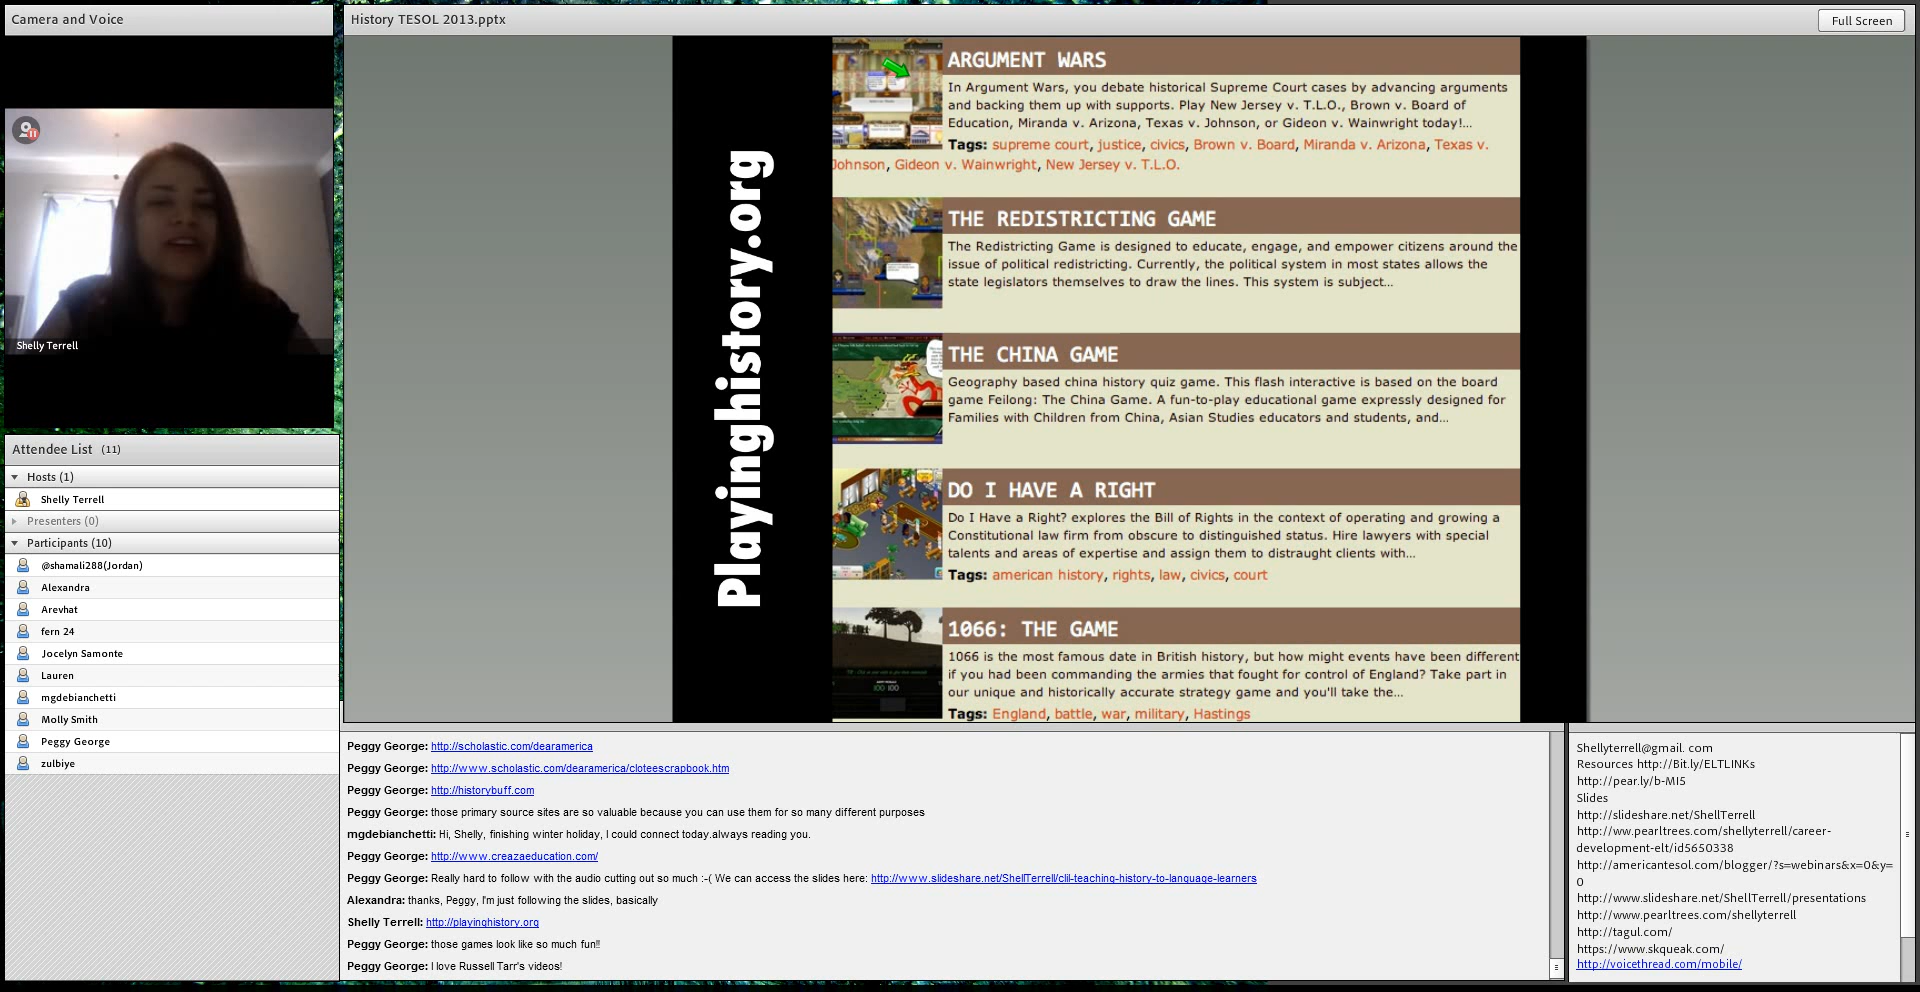 Camera and Voice
Shelly Terrell
Attendee List (11)
Hosts (1)
Shelly Terrell
Presenters (0)
Participants (10)
@shamali288(Jordan)
Alexandra
Arevhat
fern 24
Jocelyn Samonte
Lauren
mgdebianchetti
Molly Smith
Peggy George
zulbiye
History TESOL 2013.pptx
Full Screen
Playinghistory.org
ARGUMENT WARS
In Argument Wars, you debate historical Supreme Court cases by advancing arguments
and backing them up with supports. Play New Jersey v. T.L.O., Brown v. Board of
Education, Miranda v. Arizona, Texas v. Johnson, or Gideon v. Wainwright today!...
Tags: supreme court, justice, civics, Brown v. Board, Miranda v. Arizona, Texas v.
Johnson, Gideon v. Wainwright, New Jersey v. T.L.O.
THE REDISTRICTING GAME
The Redistricting Game is designed to educate, engage, and empower citizens around the
issue of political redistricting. Currently, the political system in most states allows the
state legislators themselves to draw the lines. This system is subject...
THE CHINA GAME
Geography based china history quiz game. This flash interactive is based on the board
game Feilong: The China Game. A fun-to-play educational game expressly designed for
Families with Children from China, Asian Studies educators and students, and...
DO I HAVE A RIGHT
Do I Have a Right? explores the Bill of Rights in the context of operating and growing a
Constitutional law firm from obscure to distinguished status. Hire lawyers with special
talents and areas of expertise and assign them to distraught clients with...
Tags: american history, rights, law, civics, court
1066: THE GAME
1066 is the most famous date in British history, but how might events have been different
if you had been commanding the armies that fought for control of England? Take part in
our unique and historically accurate strategy game and you'll take the...
Tags: England, battle, war, military, Hastings
100 100
Peggy George: http://scholastic.com/dearamerica
Peggy George: http://www.scholastic.com/dearamerica/cloteescrapbook.htm
Peggy George: http://historybuff.com
Peggy George: those primary source sites are so valuable because you can use them for so many different purposes
mgdebianchetti: Hi, Shelly, finishing winter holiday, I could connect today.always reading you.
Peggy George: http://www.creazaeducation.com/
Peggy George: Really hard to follow with the audio cutting out so much :-( We can access the slides here: http://www.slideshare.net/ShellTerrell/clil-teaching-history-to-language-learners
Alexandra: thanks, Peggy, I'm just following the slides, basically
Shelly Terrell: http://playinghistory.org
Peggy George: those games look like so much fun!!
Peggy George: I love Russell Tarr's videos!
Shellyterrell@gmail. com
Resources http://Bit.ly/ELTLINKs
http://pear.ly/b-MI5
Slides
http://slideshare.net/ShellTerrell
http://ww.pearltrees.com/shellyterrell/career-
development-elt/id5650338
http://americantesol.com/blogger/?s=webinars&x=0&y=
0
http://www.slideshare.net/ShellTerrell/presentations
http://www.pearltrees.com/shellyterrell
http://tagul.com/
https://www.skqueak.com/
http://voicethread.com/mobile/